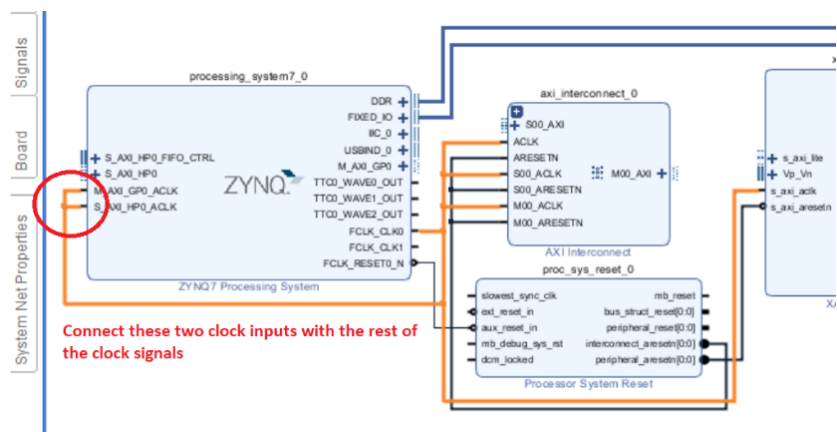 Signals
Board
System Net Properties
processing_system7_0
DDR
FIXED_IO
IIC_0
USBIND_0
M_AXI_GP0
TTC0_WAVE0_OUT
TTC0_WAVE1_OUT
TTC0_WAVE2_OUT
FCLK_CLK0
FCLK_CLK1
FCLK_RESET0_N
S_AXI_HP0_FIFO_CTRL
S_AXI_HP0
M_AXI_GP0_ACLK
S_AXI_HP0_ACLK
ZYNQ
ZYNQ7 Processing System
Connect these two clock inputs with the rest of
the clock signals
axi_interconnect_0
S00_AXI
ACLK
ARESETN
S00_ACLK
S00_ARESETN
M00_ACLK
M00_ARESETN
M00_AXI
AXI Interconnect
proc_sys_reset_0
slowest_sync_clk
ext_reset_in
aux_reset_in
mb_debug_sys_rst
dcm_locked
mb_reset
bus_struct_reset[0:0]
peripheral_reset[0:0]
interconnect_aresetn[0:0]
peripheral_aresetn[0:0]
Processor System Reset
s_axi_lite
Vp_Vn
s_axi_aclk
s_axi_aresetn